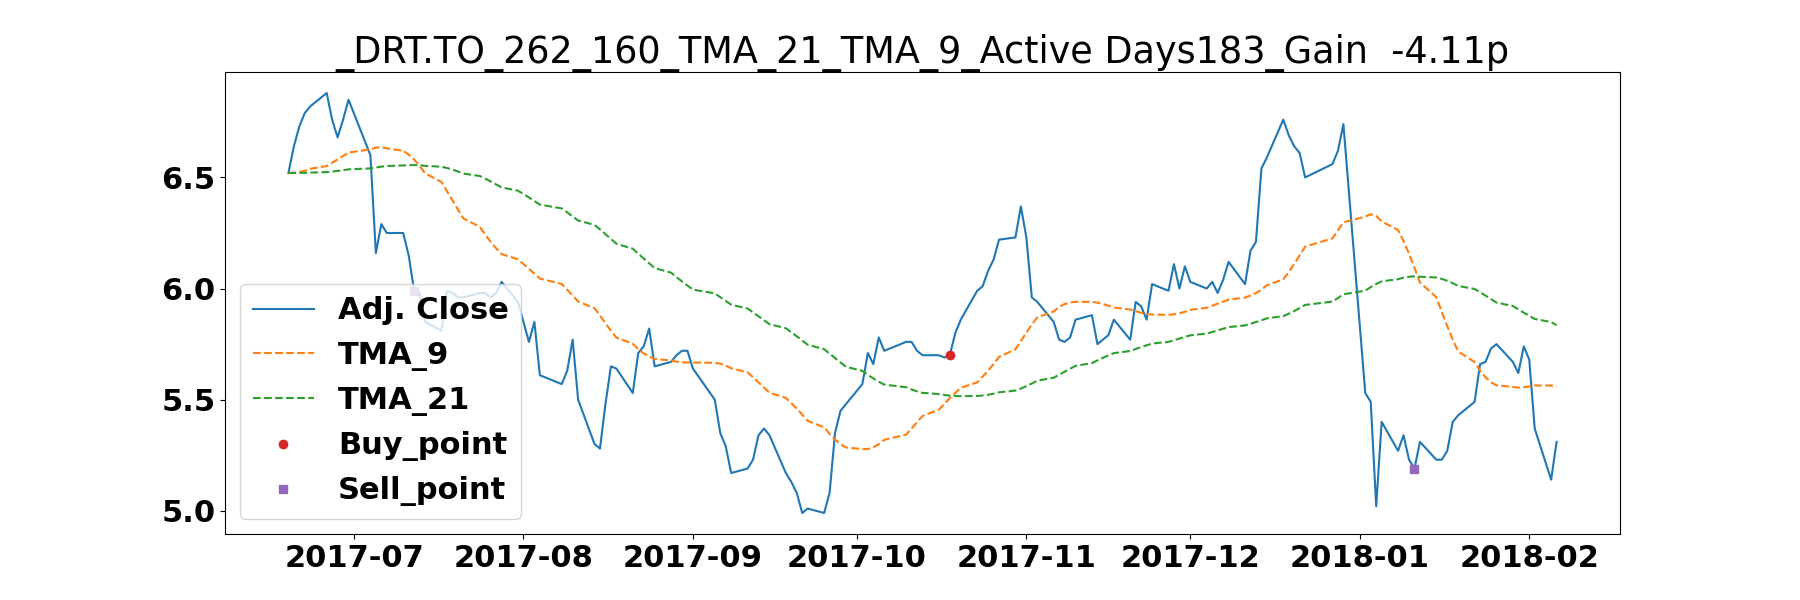 _DRT.TO_262_160_TMA_21_TMA_9_Active Days183_Gain  -4.11p
6.5
6.0
5.5
5.0
Adj. Close
TMA_9
TMA_21
Buy_point
Sell_point
2017-07 2017-08 2017-09 2017-10 2017-11 2017-12 2018-01 2018-02